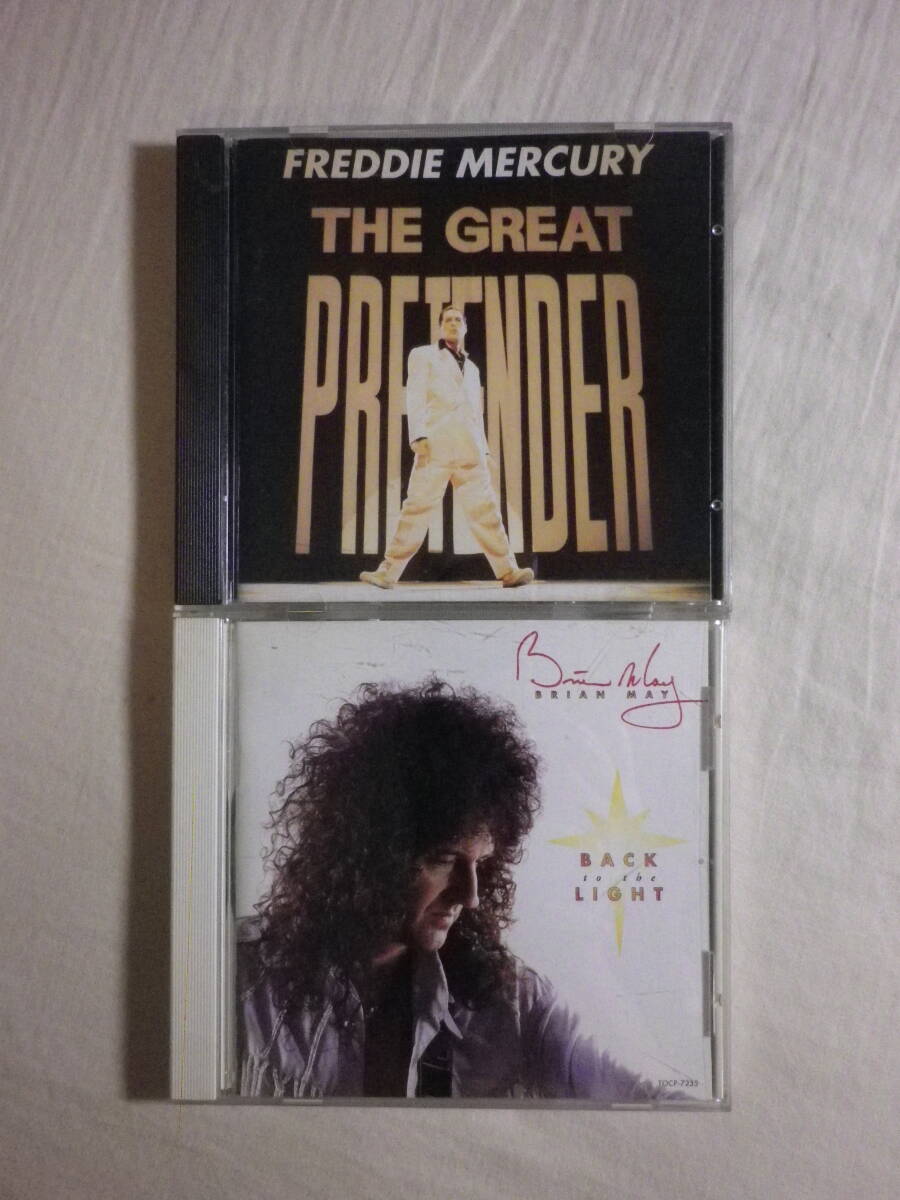 FREDDIE MERCURY
THE GREAT
PRETENDER
Brian May
BRIAN MAY
BACK
to the
LIGHT
TOCP-7235